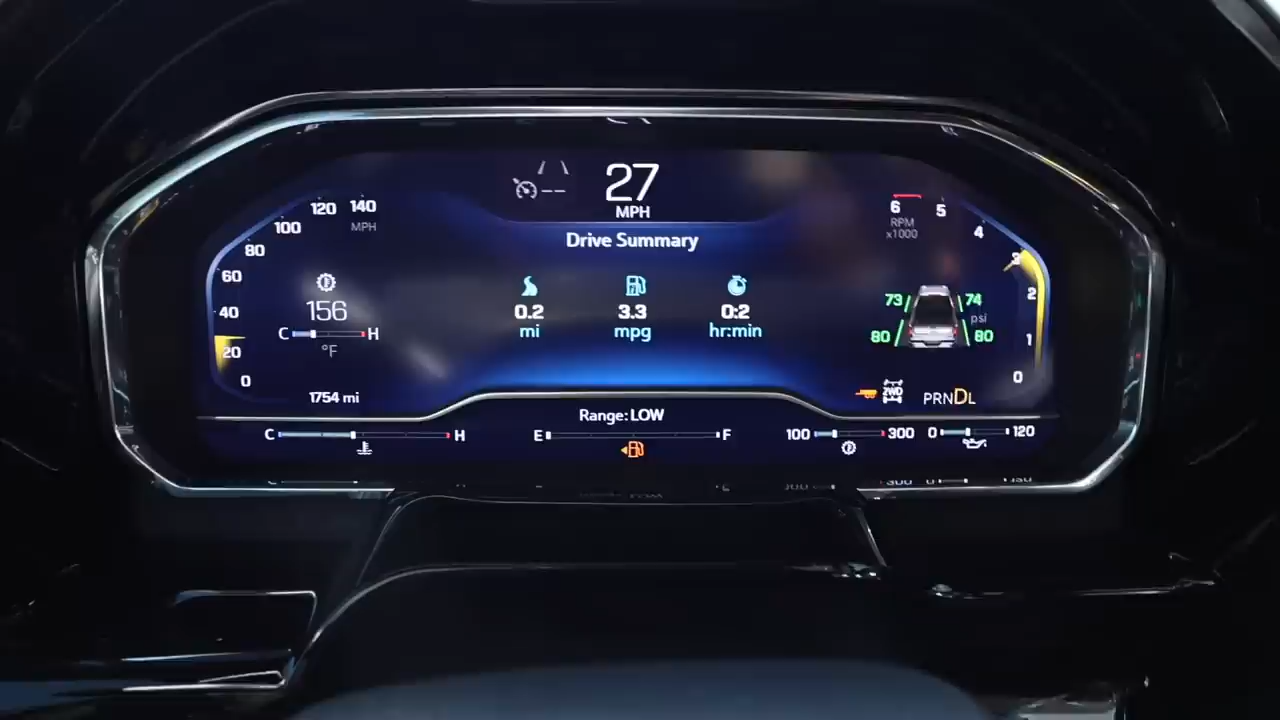 27
MPH
Drive Summary
0.2 3.3 0:2
mi mpg hr:min
140
120
100
80
60
40
20
0
MPH
156
C H
°F
1754 mi
6
5
4
3
2
1
0
RPM
x1000
73 74
psi
80 80
2WD
PRNDL
Range: LOW
C H
E F
100 300
0 120